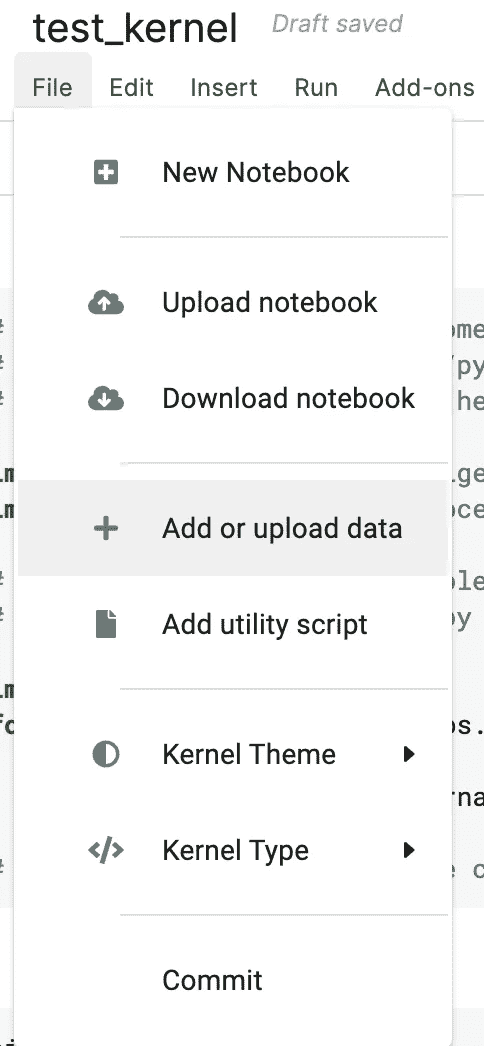 test_kernel Draft saved
File Edit Insert Run Add-ons
New Notebook
Upload notebook
Download notebook
Add or upload data
Add utility script
Kernel Theme
Kernel Type
Commit